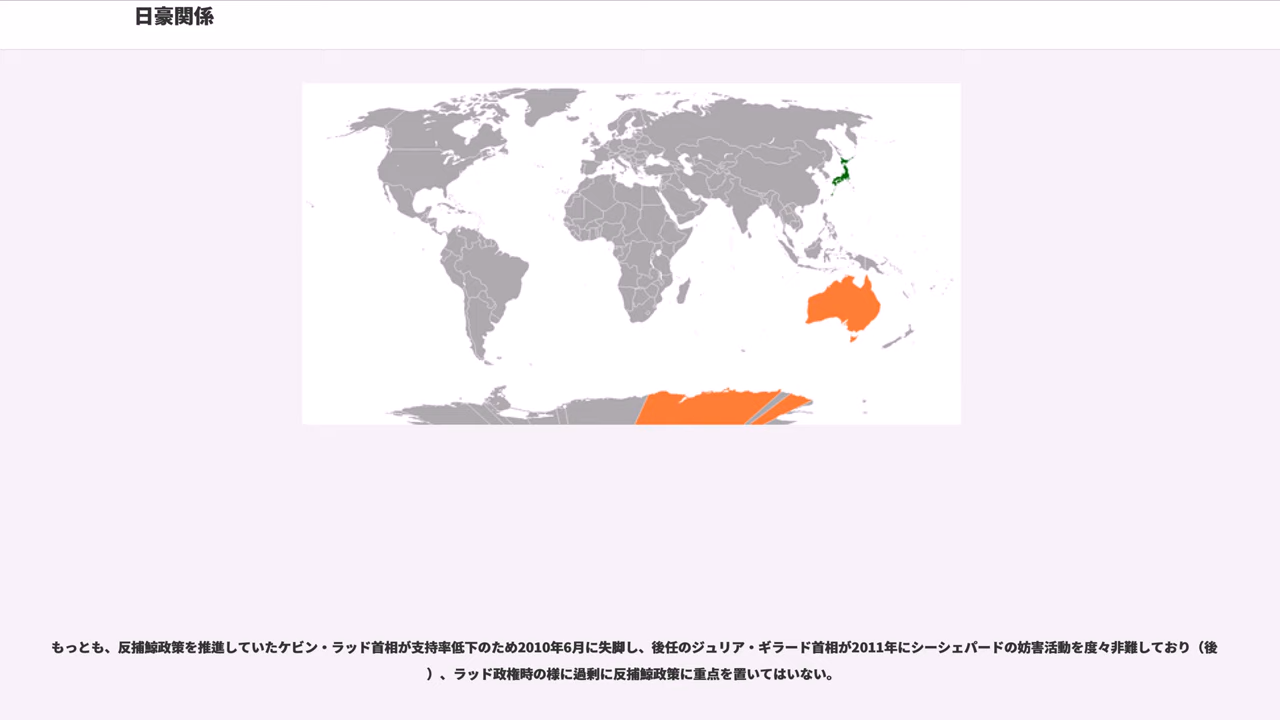 日豪関係
もっとも、反捕鯨政策を推進していたケビン・ラッド首相が支持率低下のため2010年6月に失脚し、後任のジュリア・ギラード首相が2011年にシーシェパードの妨害活動を度々非難しており（後
）、ラッド政権時の様に過剰に反捕鯨政策に重点を置いてはいない。